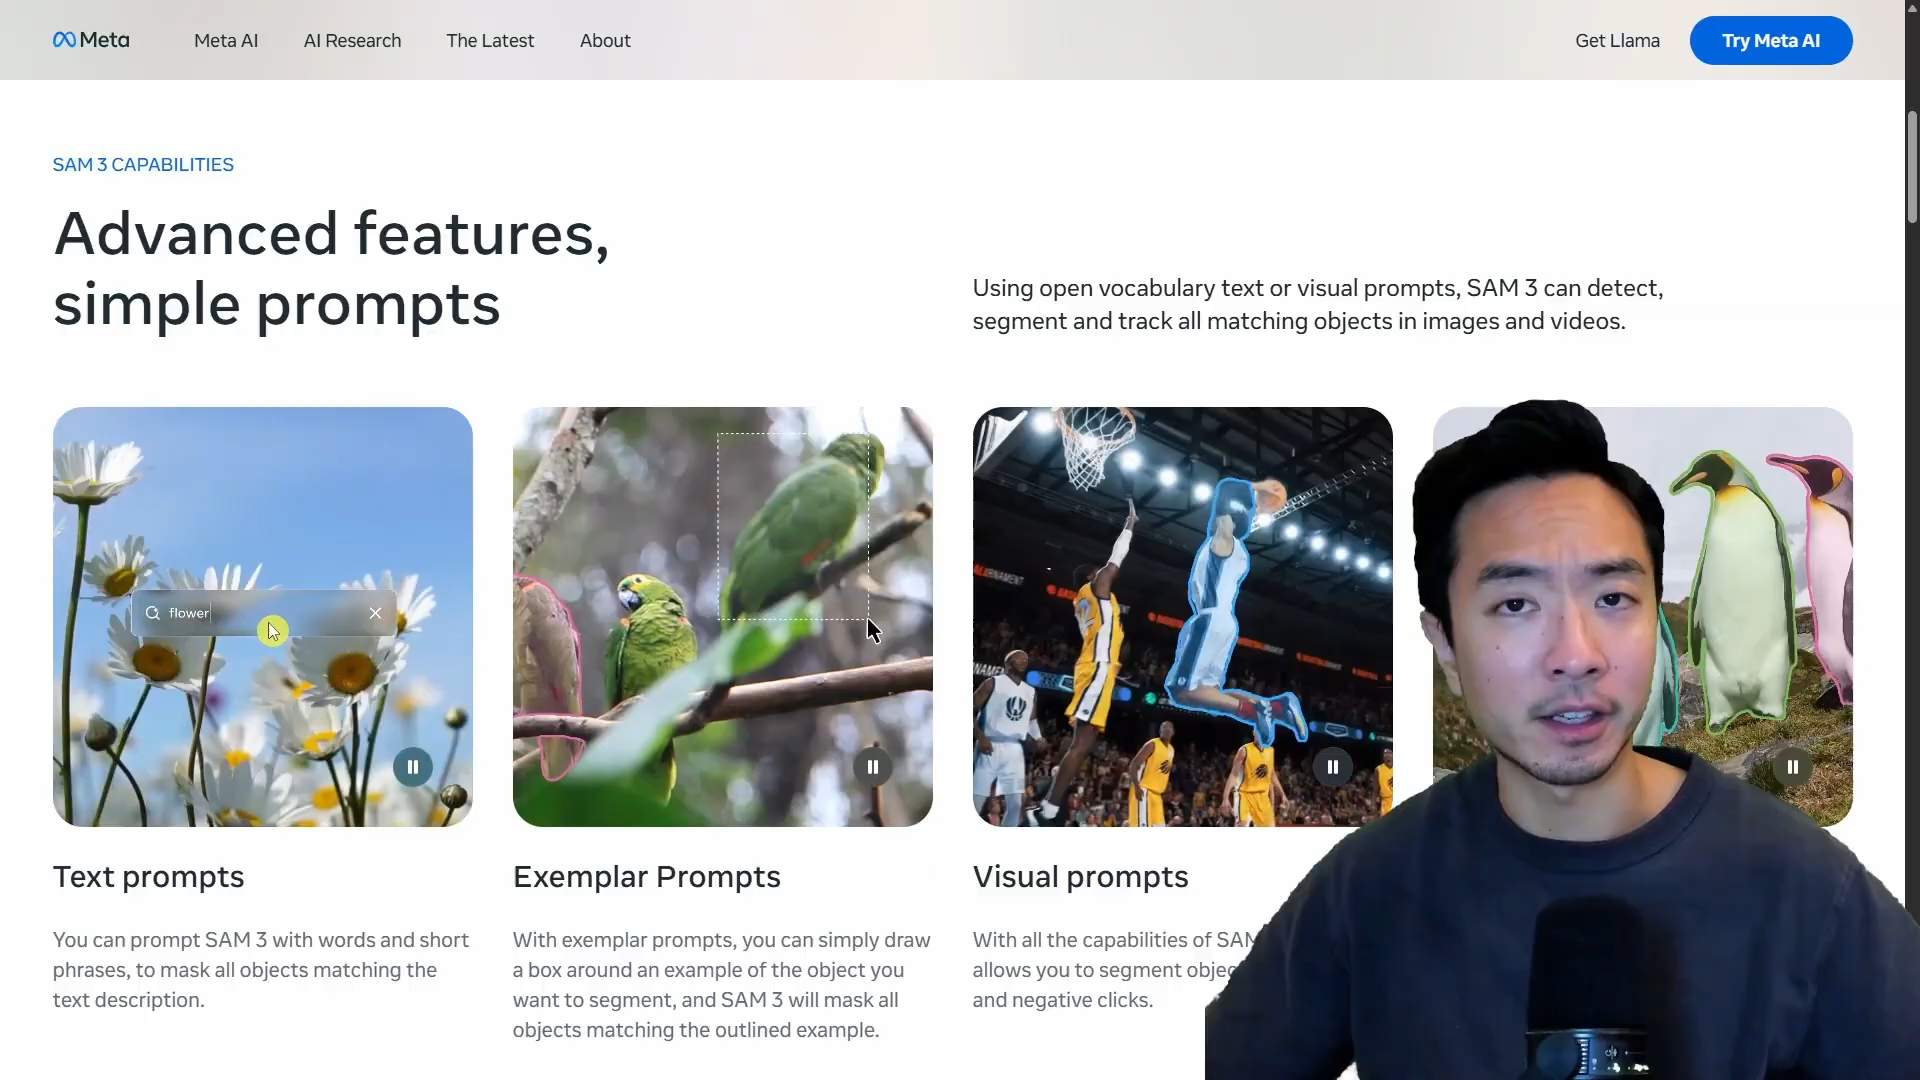 Meta
Meta AI
AI Research
The Latest
About
Get Llama
Try Meta AI
SAM 3 CAPABILITIES
Advanced features,
simple prompts
Using open vocabulary text or visual prompts, SAM 3 can detect,
segment and track all matching objects in images and videos.
flower
Text prompts
You can prompt SAM 3 with words and short
phrases, to mask all objects matching the
text description.
Exemplar Prompts
With exemplar prompts, you can simply draw
a box around an example of the object you
want to segment, and SAM 3 will mask all
objects matching the outlined example.
Visual prompts
With all the capabilities of SAM
allows you to segment
and negative clicks.